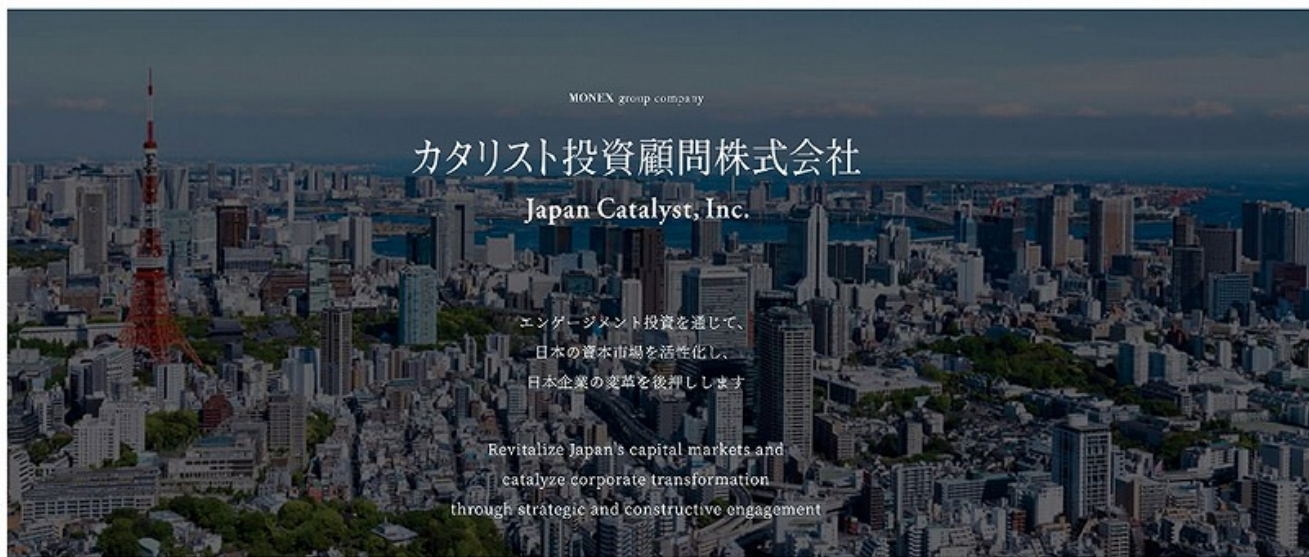 MONEX group company
カタリスト投資顧問株式会社
Japan Catalyst, Inc.
エンゲージメント投資を通じて、
日本の資本市場を活性化し、
日本企業の変革を後押しします
Revitalize Japan's capital markets and
catalyze corporate transformation
through strategic and constructive engagement